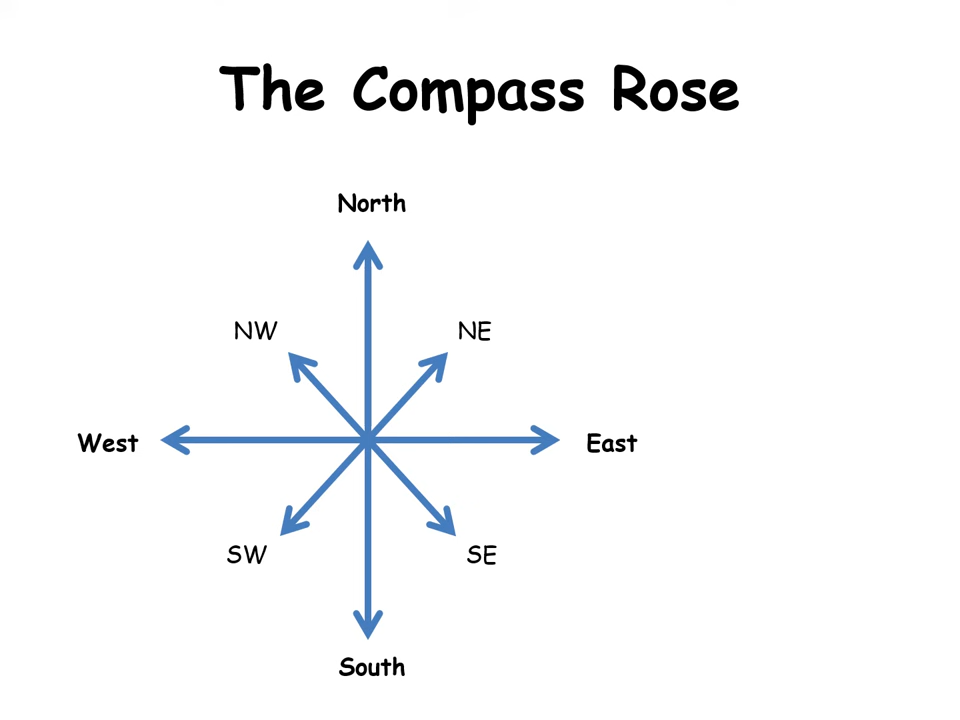 The Compass Rose
North
NW
NE
West
East
SW
SE
South